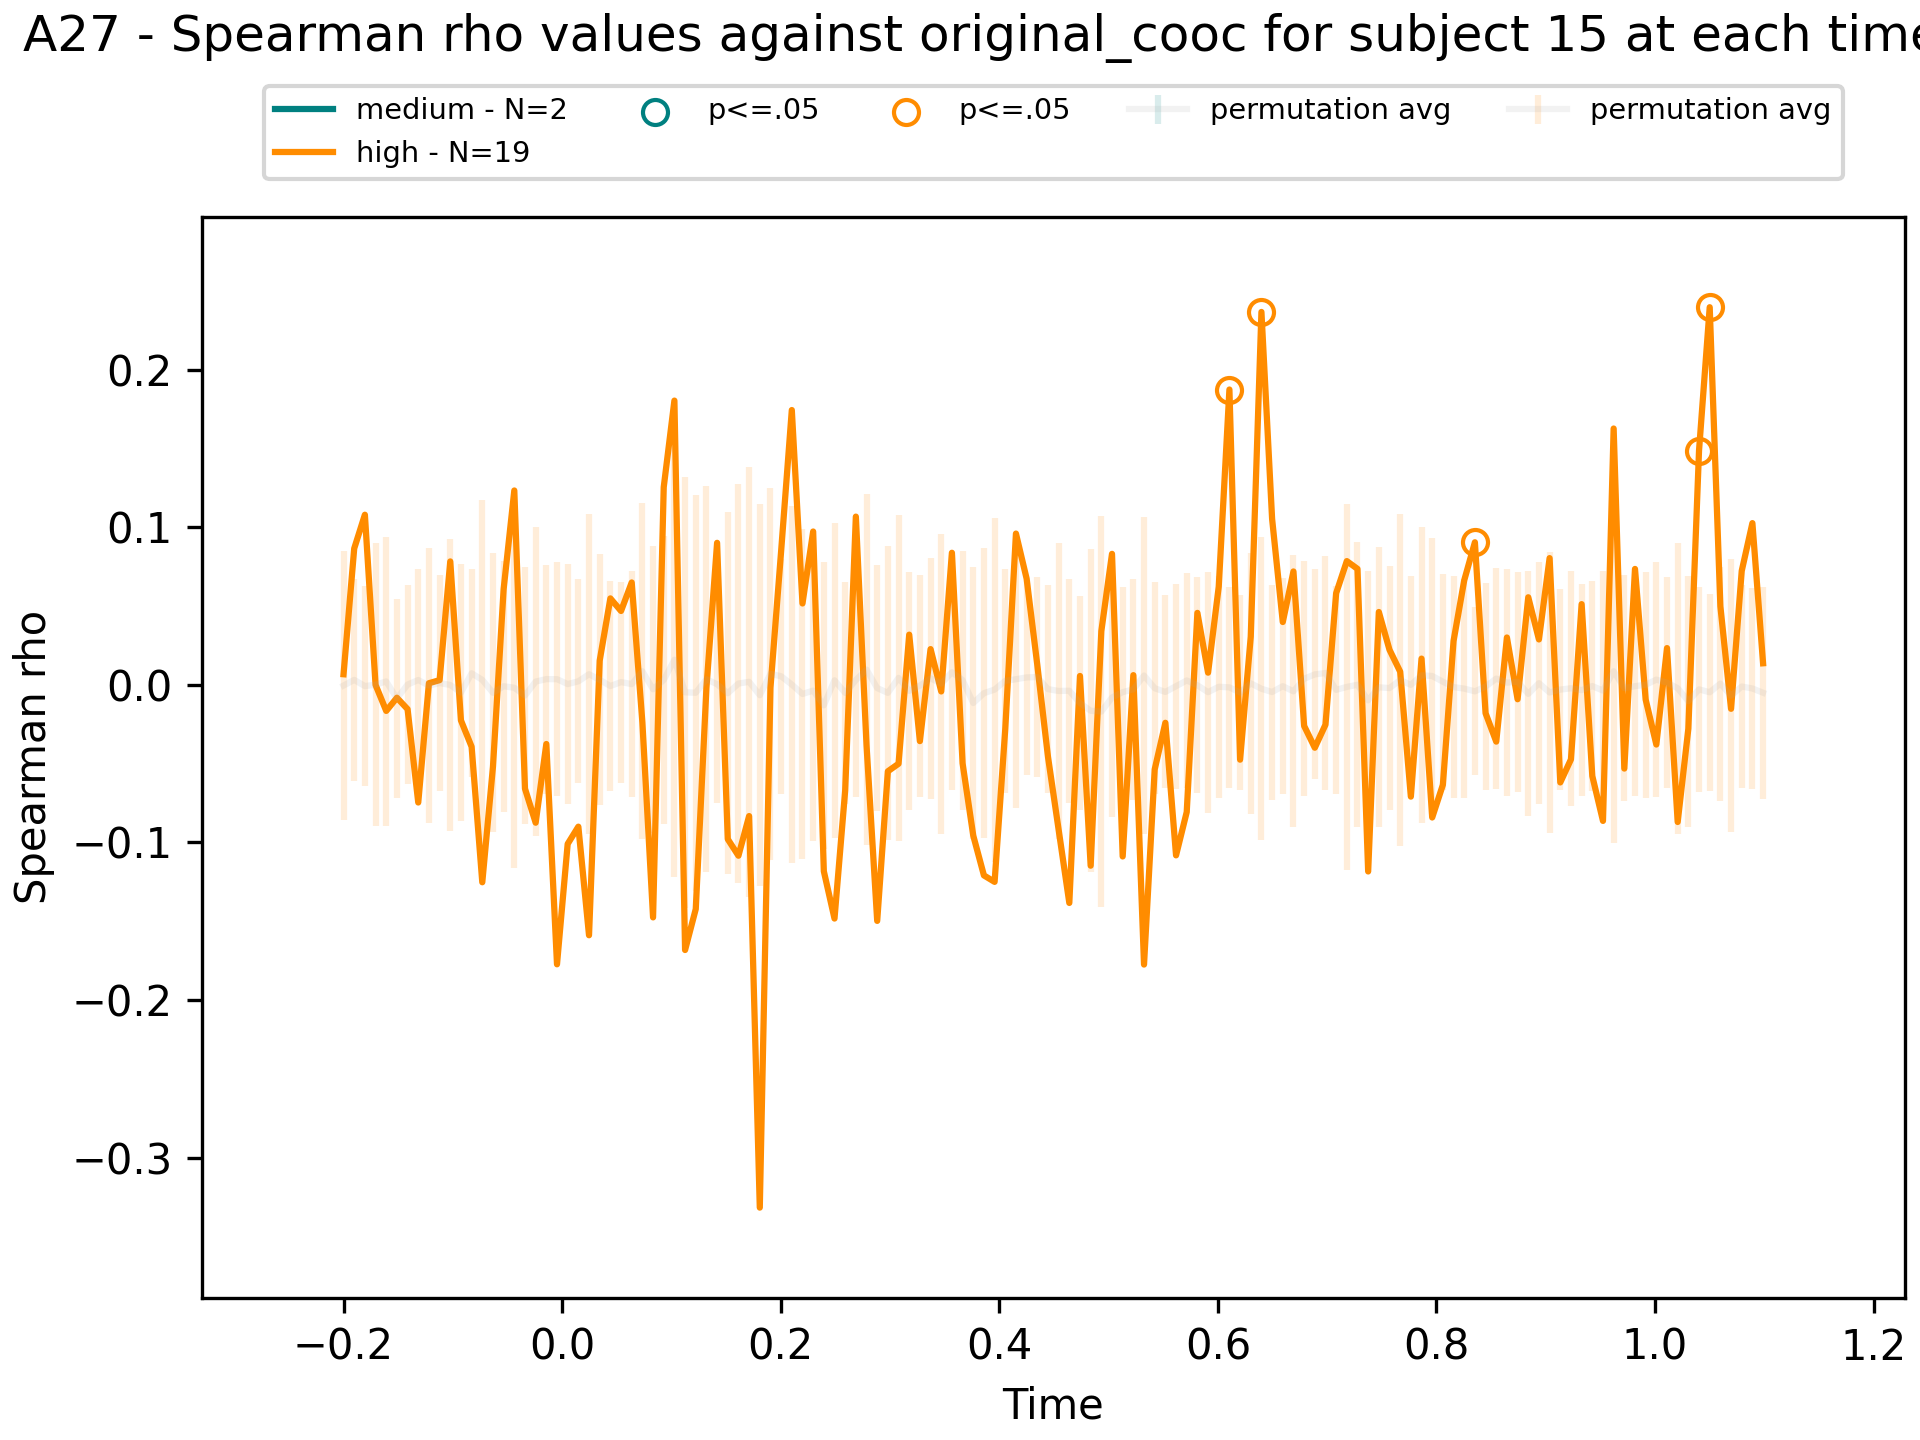 A27 - Spearman rho values against original_cooc for subject 15 at each time
medium - N=2
high - N=19
p<=.05
p<=.05
permutation avg
permutation avg
Spearman rho
0.2
0.1
0.0
−0.1
−0.2
−0.3
−0.2 0.0 0.2 0.4 0.6 0.8 1.0 1.2
Time